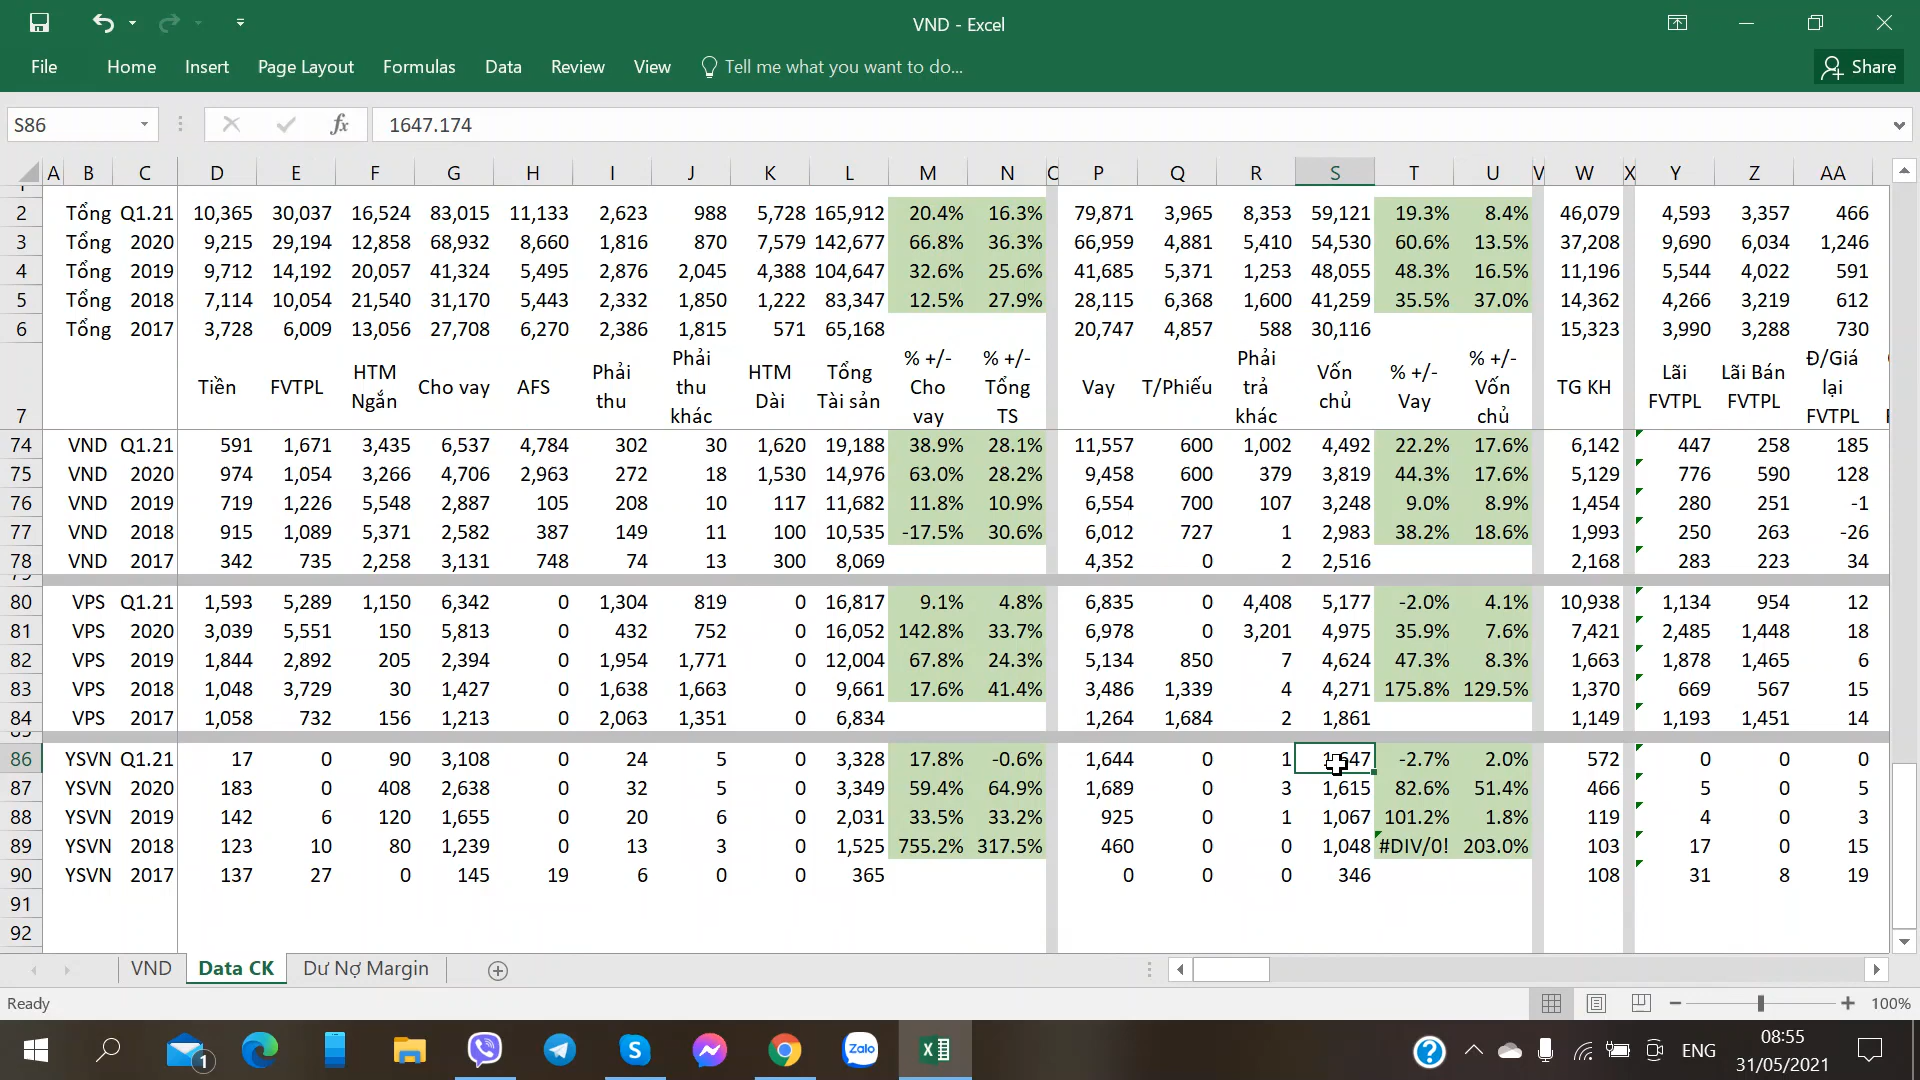 VND - Excel
File Home Insert Page Layout Formulas Data Review View Tell me what you want to do... Share
S86 fx 1647.174
A B C D E F G H I J K L M N O P Q R S T U V W X Y Z AA
2 Tổng Q1.21 10,365 30,037 16,524 83,015 11,133 2,623 988 5,728 165,912 20.4% 16.3% 79,871 3,965 8,353 59,121 19.3% 8.4% 46,079 4,593 3,357 466
3 Tổng 2020 9,215 29,194 12,858 68,932 8,660 1,816 870 7,579 142,677 66.8% 36.3% 66,959 4,881 5,410 54,530 60.6% 13.5% 37,208 9,690 6,034 1,246
4 Tổng 2019 9,712 14,192 20,057 41,324 5,495 2,876 2,045 4,388 104,647 32.6% 25.6% 41,685 5,371 1,253 48,055 48.3% 16.5% 11,196 5,544 4,022 591
5 Tổng 2018 7,114 10,054 21,540 31,170 5,443 2,332 1,850 1,222 83,347 12.5% 27.9% 28,115 6,368 1,600 41,259 35.5% 37.0% 14,362 4,266 3,219 612
6 Tổng 2017 3,728 6,009 13,056 27,708 6,270 2,386 1,815 571 65,168 20,747 4,857 588 30,116 15,323 3,990 3,288 730
7 Tiền FVTPL HTM Ngắn Cho vay AFS Phải thu Phải thu khác HTM Dài Tổng Tài sản % +/- Cho vay % +/- Tổng TS Vay T/Phiếu Phải trả khác Vốn chủ % +/- Vay % +/- Vốn chủ TG KH Lãi FVTPL Lãi Bán FVTPL Đ/Giá lại FVTPL
74 VND Q1.21 591 1,671 3,435 6,537 4,784 302 30 1,620 19,188 38.9% 28.1% 11,557 600 1,002 4,492 22.2% 17.6% 6,142 447 258 185
75 VND 2020 974 1,054 3,266 4,706 2,963 272 18 1,530 14,976 63.0% 28.2% 9,458 600 379 3,819 44.3% 17.6% 5,129 776 590 128
76 VND 2019 719 1,226 5,548 2,887 105 208 10 117 11,682 11.8% 10.9% 6,554 700 107 3,248 9.0% 8.9% 1,454 280 251 -1
77 VND 2018 915 1,089 5,371 2,582 387 149 11 100 10,535 -17.5% 30.6% 6,012 727 1 2,983 38.2% 18.6% 1,993 250 263 -26
78 VND 2017 342 735 2,258 3,131 748 74 13 300 8,069 4,352 0 2 2,516 2,168 283 223 34
80 VPS Q1.21 1,593 5,289 1,150 6,342 0 1,304 819 0 16,817 9.1% 4.8% 6,835 0 4,408 5,177 -2.0% 4.1% 10,938 1,134 954 12
81 VPS 2020 3,039 5,551 150 5,813 0 432 752 0 16,052 142.8% 33.7% 6,978 0 3,201 4,975 35.9% 7.6% 7,421 2,485 1,448 18
82 VPS 2019 1,844 2,892 205 2,394 0 1,954 1,771 0 12,004 67.8% 24.3% 5,134 850 7 4,624 47.3% 8.3% 1,663 1,878 1,465 6
83 VPS 2018 1,048 3,729 30 1,427 0 1,638 1,663 0 9,661 17.6% 41.4% 3,486 1,339 4 4,271 175.8% 129.5% 1,370 669 567 15
84 VPS 2017 1,058 732 156 1,213 0 2,063 1,351 0 6,834 1,264 1,684 2 1,861 1,149 1,193 1,451 14
86 YSVN Q1.21 17 0 90 3,108 0 24 5 0 3,328 17.8% -0.6% 1,644 0 1 1,647 -2.7% 2.0% 572 0 0 0
87 YSVN 2020 183 0 408 2,638 0 32 5 0 3,349 59.4% 64.9% 1,689 0 3 1,615 82.6% 51.4% 466 5 0 5
88 YSVN 2019 142 6 120 1,655 0 20 6 0 2,031 33.5% 33.2% 925 0 1 1,067 101.2% 1.8% 119 4 0 3
89 YSVN 2018 123 10 80 1,239 0 13 3 0 1,525 755.2% 317.5% 460 0 0 1,048 #DIV/0! 203.0% 103 17 0 15
90 YSVN 2017 137 27 0 145 19 6 0 0 365 0 0 0 346 108 31 8 19
91
92
VND Data CK Dư Nợ Margin
Ready 100%
1 Zalo ENG 08:55
31/05/2021